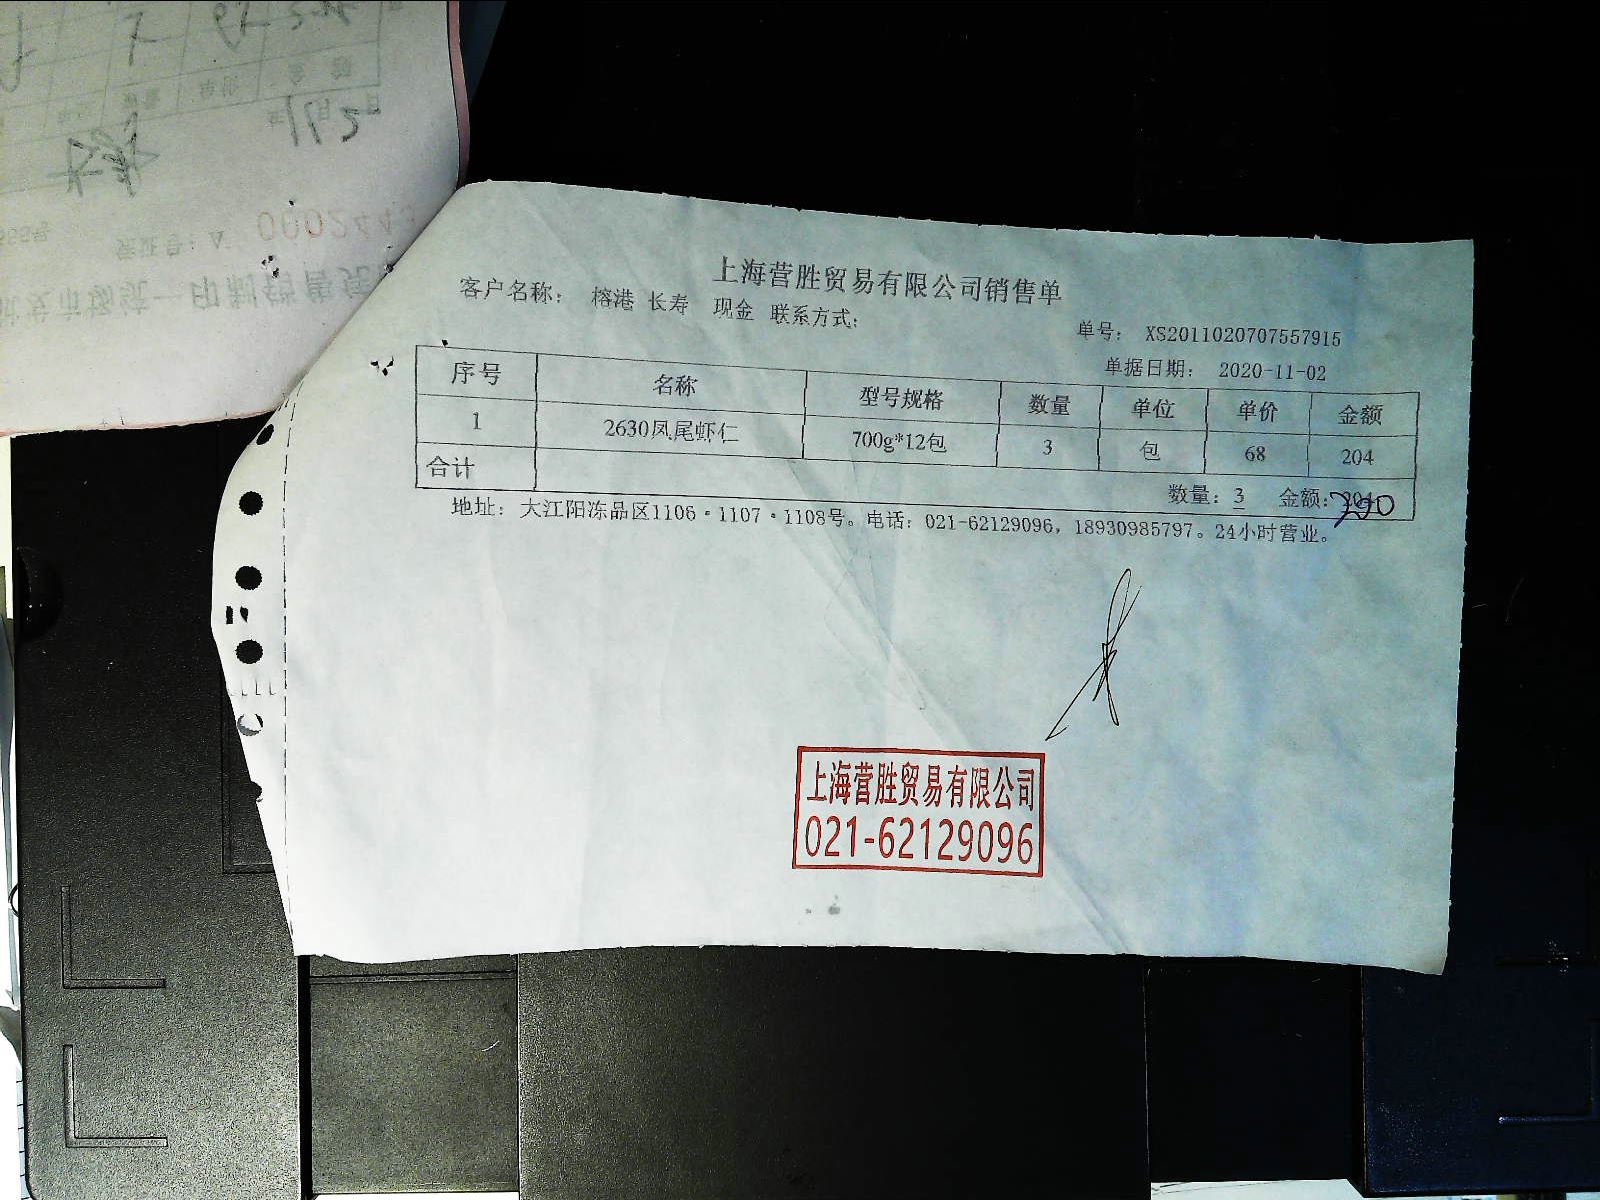 0002443
上海营胜贸易有限公司销售单
客户名称: 榕港 长寿 现金 联系方式:
单号: XS2011020707557915
单据日期: 2020-11-02
序号 名称 型号规格 数量 单位 单价 金额
1 2630凤尾虾仁 700g*12包 3 包 68 204
合计 数量: 3 金额:
地址: 大江阳冻品区1106·1107·1108号。电话: 021-62129096, 18930985797。24小时营业。
上海营胜贸易有限公司
021-62129096